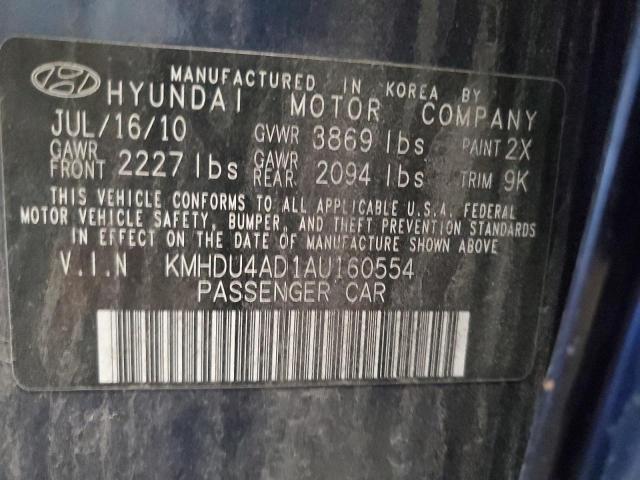 MANUFACTURED IN KOREA BY
HYUNDAI MOTOR COMPANY
JUL/16/10 GVWR 3869 lbs PAINT 2X
GAWR FRONT 2227 lbs GAWR REAR. 2094 lbs TRIM 9K
THIS VEHICLE CONFORMS TO ALL APPLICABLE U.S.A. FEDERAL
MOTOR VEHICLE SAFETY, BUMPER, AND THEFT PREVENTION STANDARDS
IN EFFECT ON THE DATE OF MANUFACTURE SHOWN ABOVE
V.I.N KMHDU4AD1AU160554
PASSENGER CAR